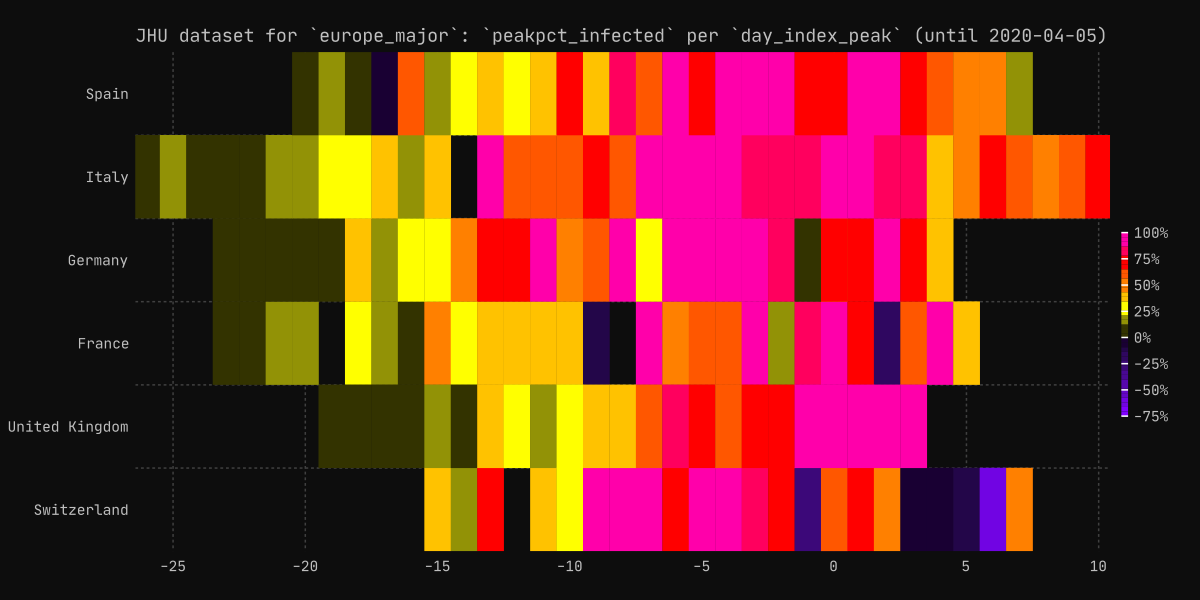 JHU dataset for `europe_major`: `peakpct_infected` per `day_index_peak` (until 2020-04-05)
Spain
Italy
Germany
France
United Kingdom
Switzerland
100%
75%
50%
25%
0%
−25%
−50%
−75%
−25 −20 −15 −10 −5 0 5 10